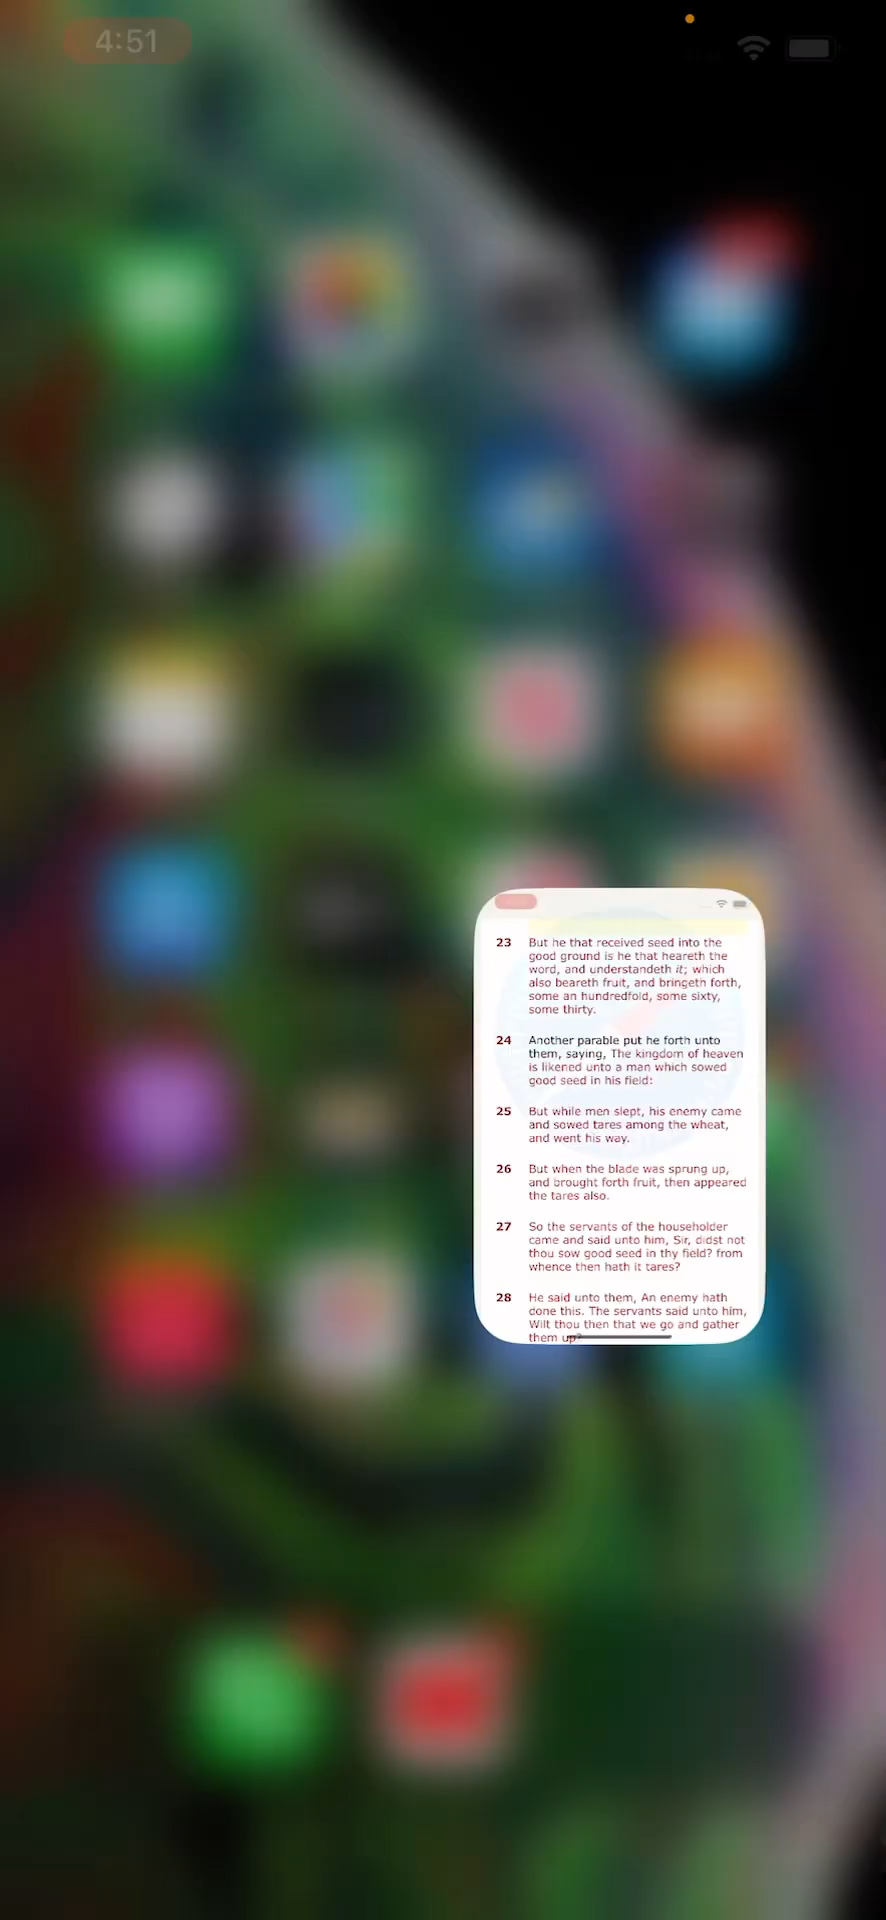 4:51
23 But he that received seed into the
good ground is he that heareth the
word, and understandeth it; which
also beareth fruit, and bringeth forth,
some an hundredfold, some sixty,
some thirty.
24 Another parable put he forth unto
them, saying, The kingdom of heaven
is likened unto a man which sowed
good seed in his field:
25 But while men slept, his enemy came
and sowed tares among the wheat,
and went his way.
26 But when the blade was sprung up,
and brought forth fruit, then appeared
the tares also.
27 So the servants of the householder
came and said unto him, Sir, didst not
thou sow good seed in thy field? from
whence then hath it tares?
28 He said unto them, An enemy hath
done this. The servants said unto him,
Wilt thou then that we go and gather
them up?